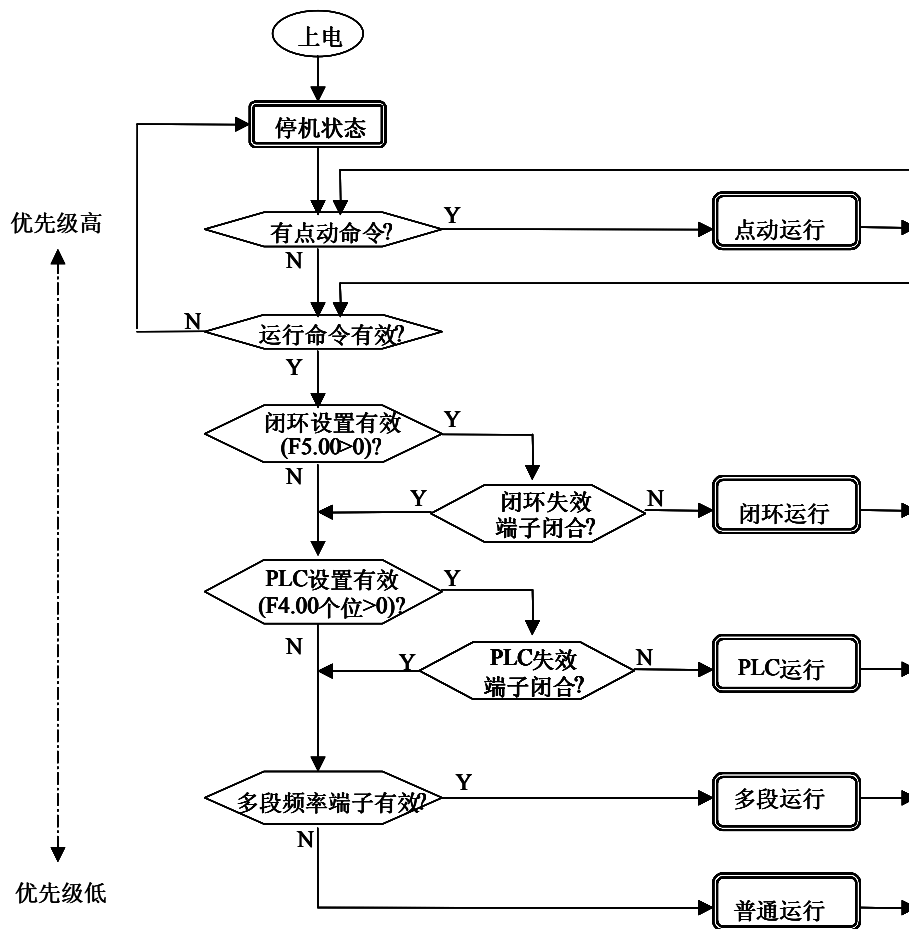 上电
停机状态
优先级高
有点动命令?
Y
点动运行
N
运行命令有效?
N
Y
闭环设置有效
(F5.00>0)?
Y
N
闭环失效
端子闭合?
Y
N
闭环运行
PLC设置有效
(F4.00个位>0)?
Y
N
PLC失效
端子闭合?
Y
N
PLC运行
多段频率端子有效?
Y
多段运行
N
优先级低
普通运行